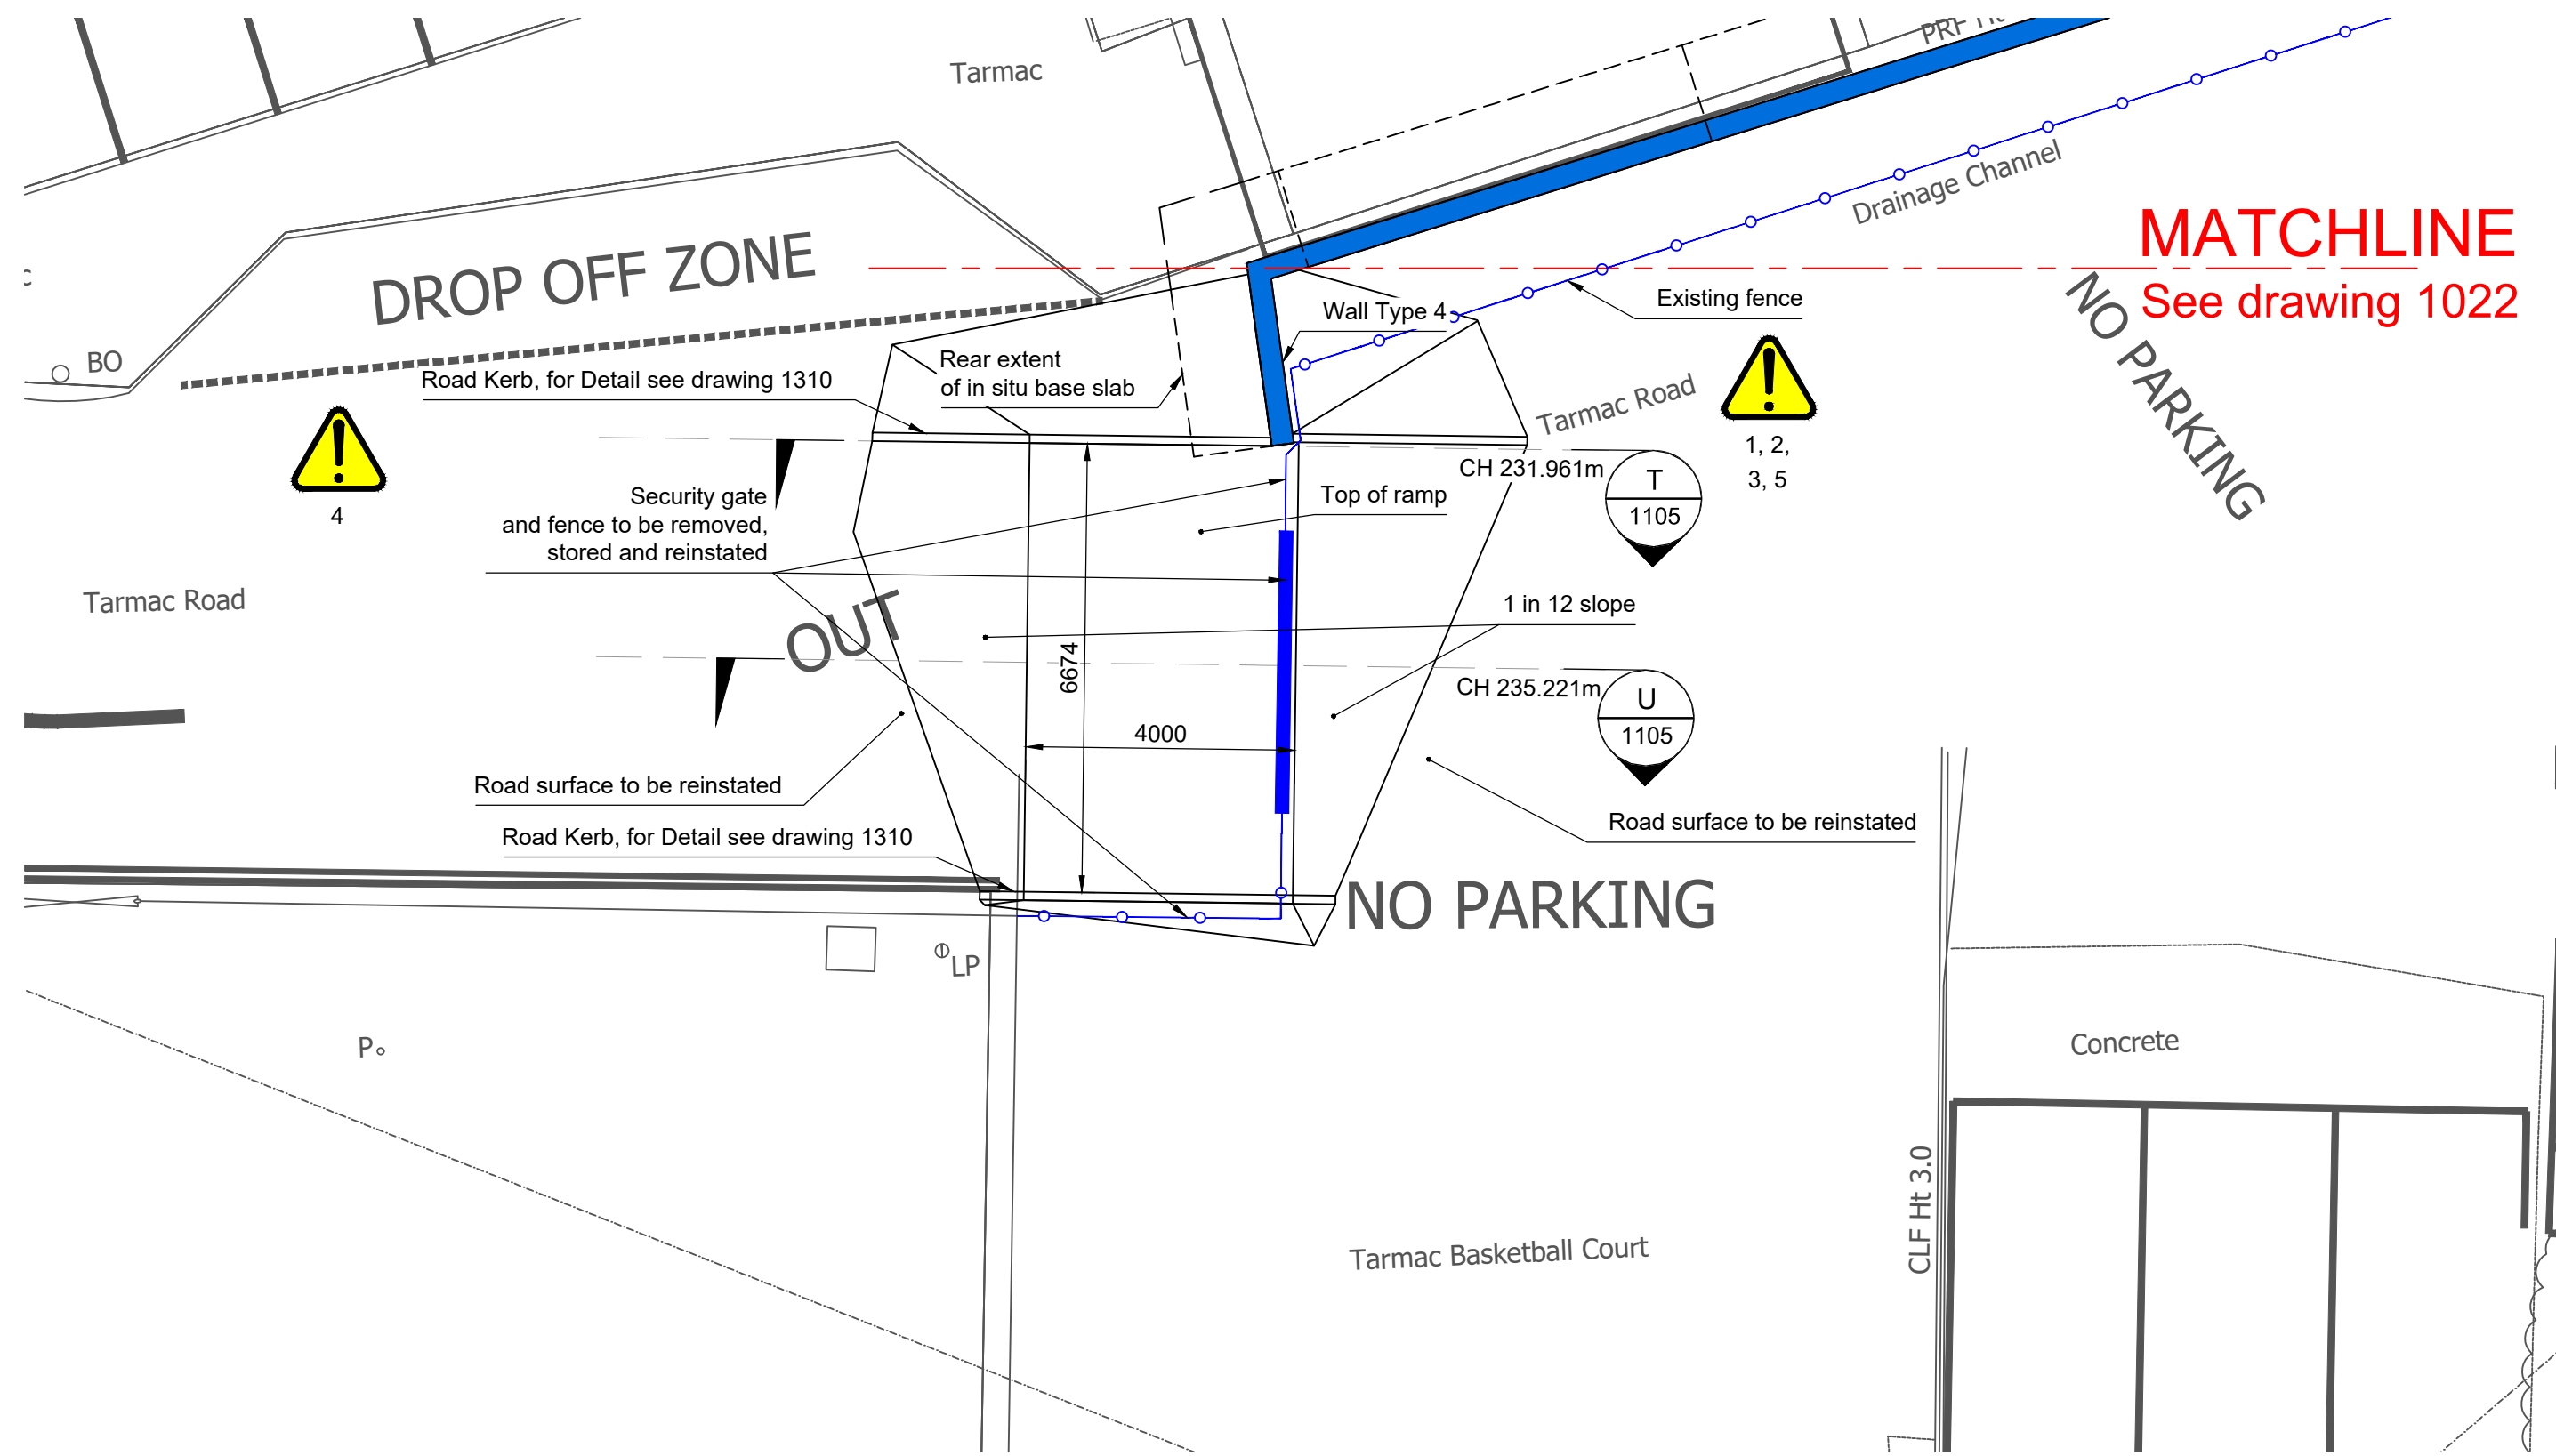 Tarmac
PRF Ht
Drainage Channel
MATCHLINE
See drawing 1022
DROP OFF ZONE
c
BO
Road Kerb, for Detail see drawing 1310
Rear extent
of in situ base slab
Wall Type 4
Existing fence
NO PARKING
Tarmac Road
4
1, 2,
3, 5
CH 231.961m
T
1105
Security gate
and fence to be removed,
stored and reinstated
Top of ramp
Tarmac Road
OUT
1 in 12 slope
6674
CH 235.221m
U
1105
4000
Road surface to be reinstated
Road surface to be reinstated
Road Kerb, for Detail see drawing 1310
NO PARKING
LP
P
Concrete
CLF Ht 3.0
Tarmac Basketball Court